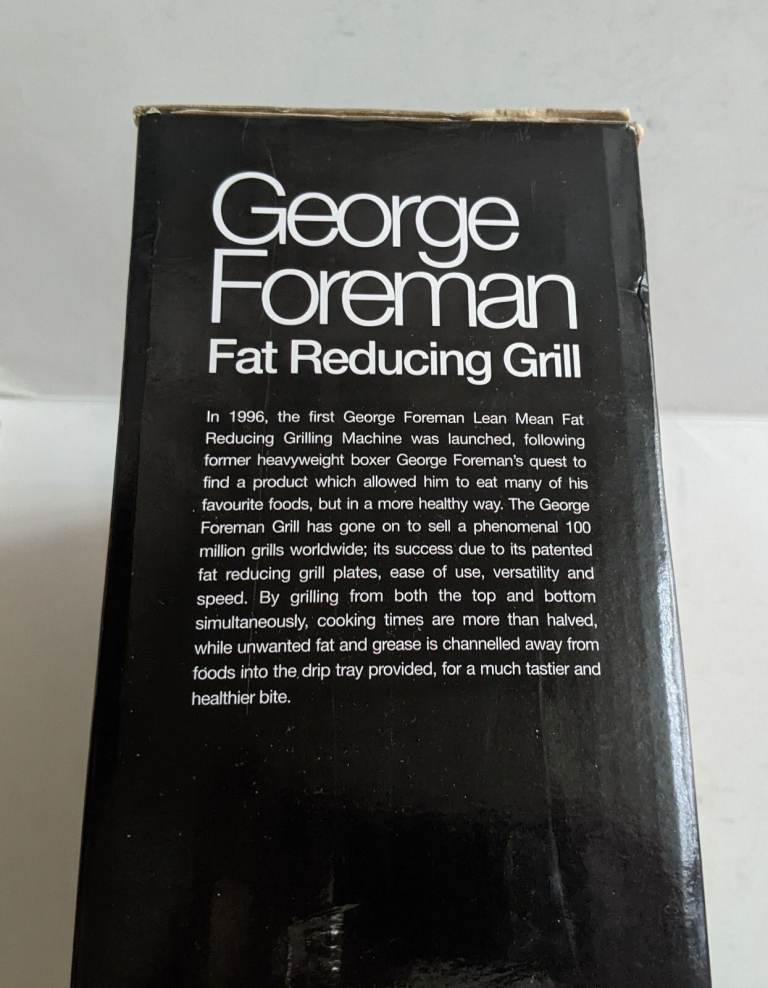 George
Foreman
Fat Reducing Grill
In 1996, the first George Foreman Lean Mean Fat
Reducing Grilling Machine was launched, following
former heavyweight boxer George Foreman's quest to
find a product which allowed him to eat many of his
favourite foods, but in a more healthy way. The George
Foreman Grill has gone on to sell a phenomenal 100
million grills worldwide; its success due to its patented
fat reducing grill plates, ease of use, versatility and
speed. By grilling from both the top and bottom
simultaneously, cooking times are more than halved,
while unwanted fat and grease is channelled away from
foods into the drip tray provided, for a much tastier and
healthier bite.